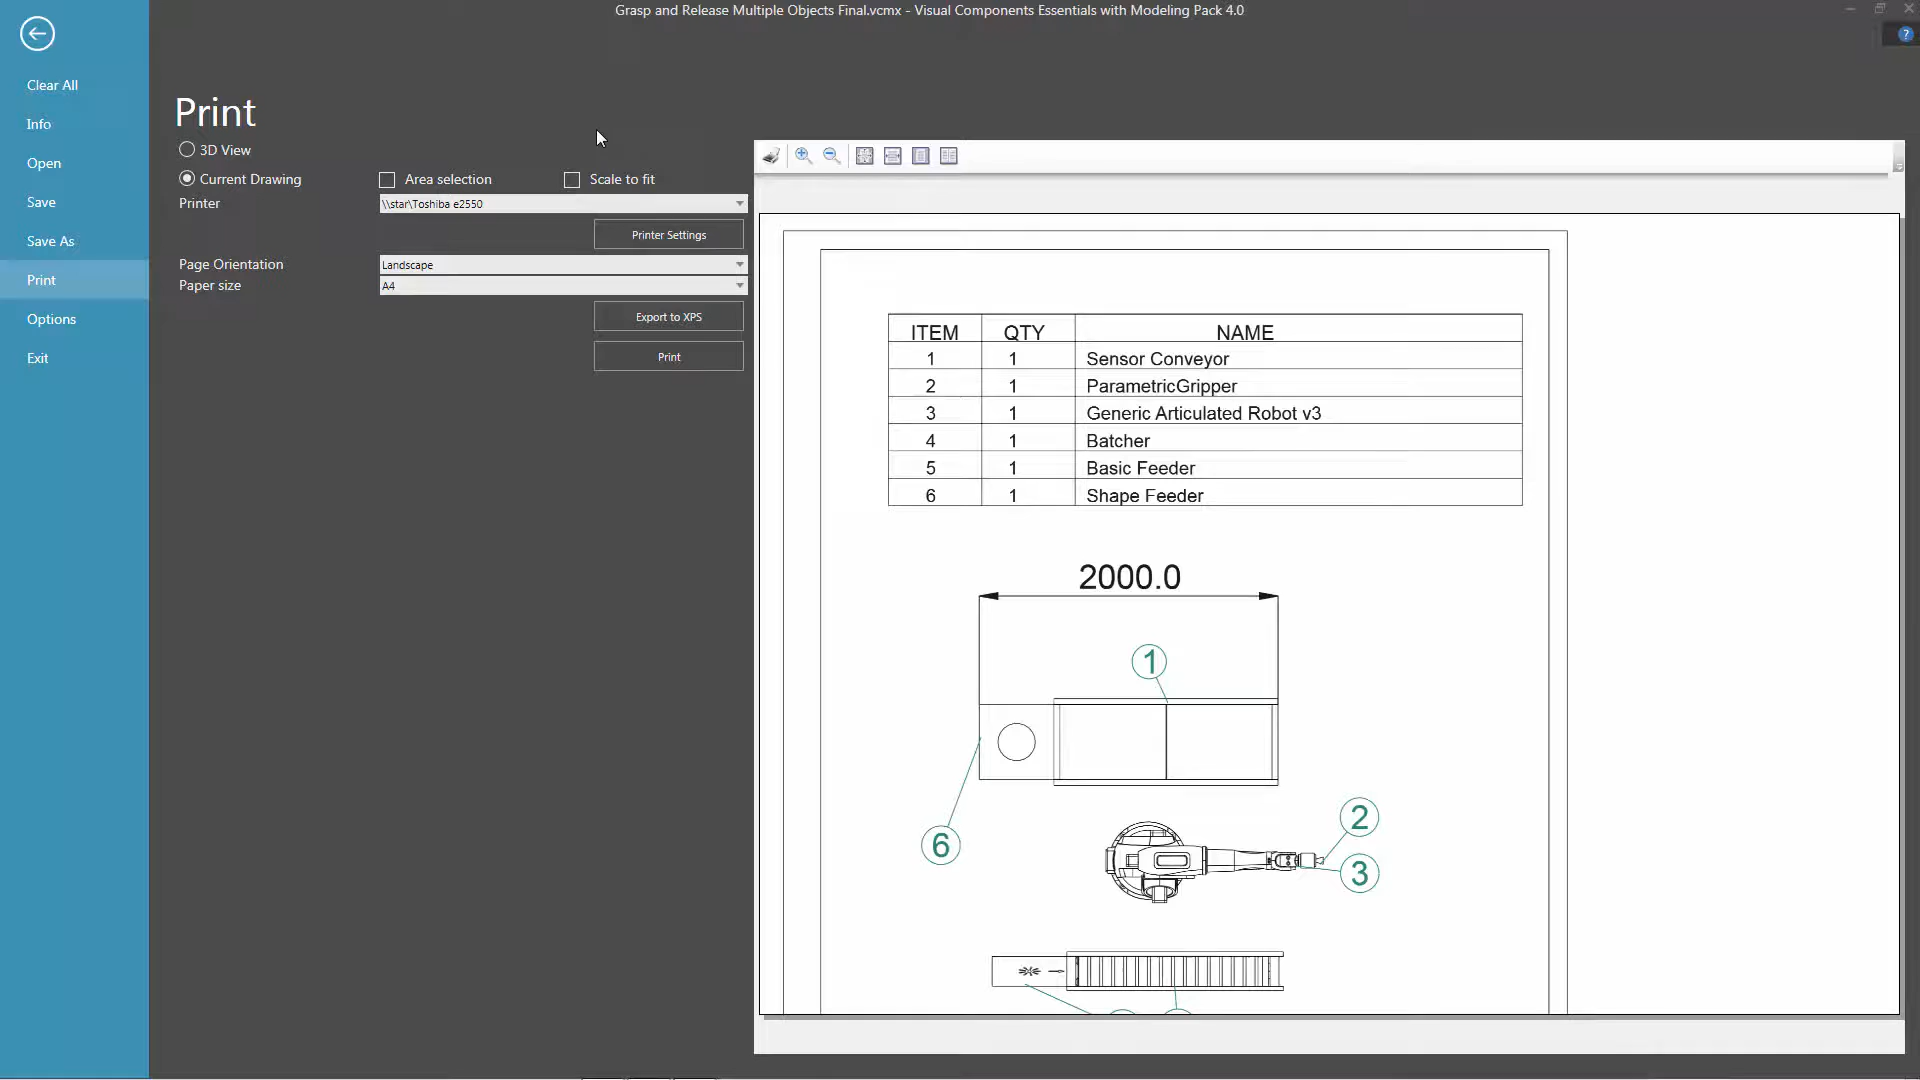 Grasp and Release Multiple Objects Final.vcmx - Visual Components Essentials with Modeling Pack 4.0
?
Clear All
Info
Open
Save
Save As
Print
Options
Exit
Print
3D View
Current Drawing
Area selection
Scale to fit
Printer
\\star\Toshiba e2550
Printer Settings
Page Orientation
Landscape
Paper size
A4
Export to XPS
Print
ITEM QTY NAME
1 1 Sensor Conveyor
2 1 ParametricGripper
3 1 Generic Articulated Robot v3
4 1 Batcher
5 1 Basic Feeder
6 1 Shape Feeder
2000.0
1
6
2
3